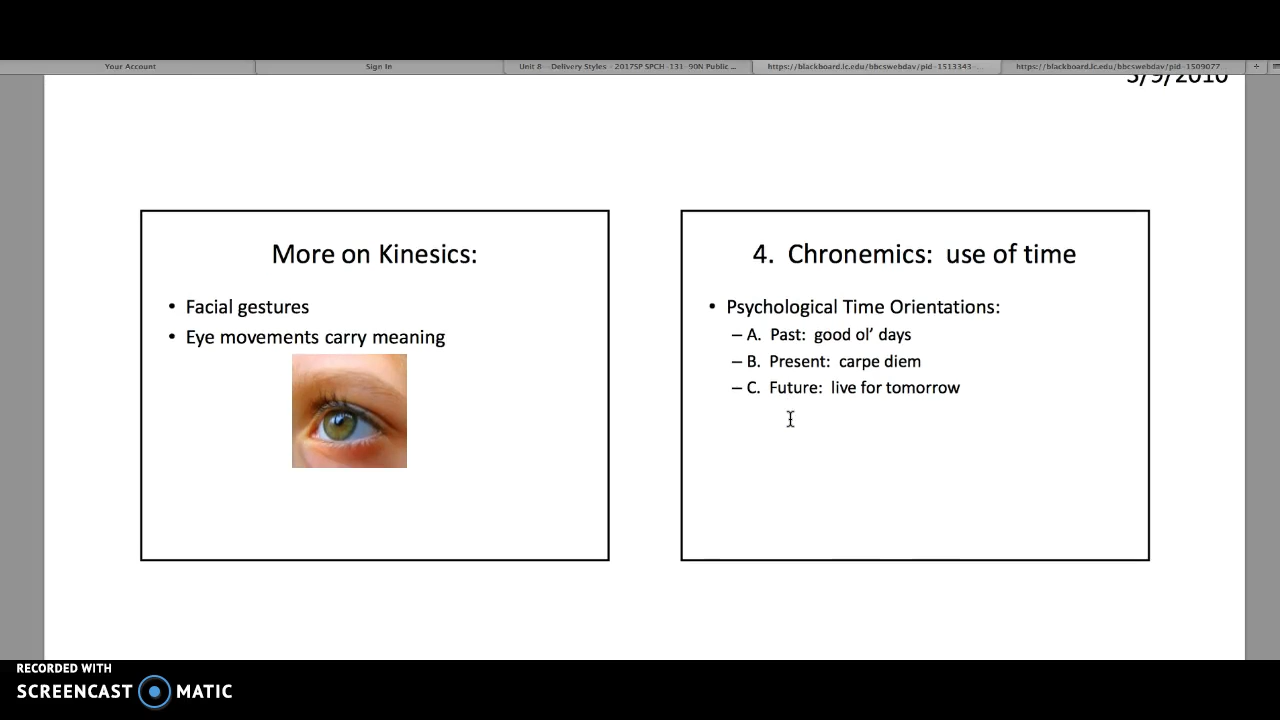 Your Account
Sign In
Unit 8 – Delivery Styles – 2017SP SPCH-131-90N Public ...
https://blackboard.lc.edu/bbcswebdav/pid-1513343-...
https://blackboard.lc.edu/bbcswebdav/pid-1509077
+
3/9/2016
More on Kinesics:
• Facial gestures
• Eye movements carry meaning
4. Chronemics: use of time
• Psychological Time Orientations:
– A. Past: good ol’ days
– B. Present: carpe diem
– C. Future: live for tomorrow
RECORDED WITH
SCREENCAST MATIC